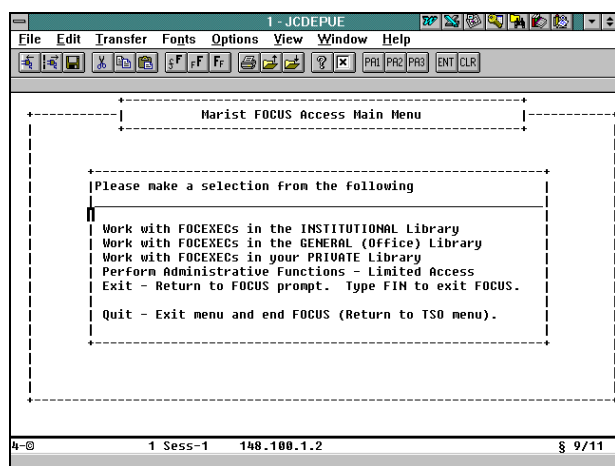 1 - JCDEPUE
File Edit Transfer Fonts Options View Window Help
PA1 PA2 PA3 ENT CLR
Marist FOCUS Access Main Menu
Please make a selection from the following
Work with FOCEXECs in the INSTITUTIONAL Library
Work with FOCEXECs in the GENERAL (Office) Library
Work with FOCEXECs in your PRIVATE Library
Perform Administrative Functions - Limited Access
Exit - Return to FOCUS prompt. Type FIN to exit FOCUS.
Quit - Exit menu and end FOCUS (Return to TSO menu).
1 Sess-1 148.100.1.2 § 9/11